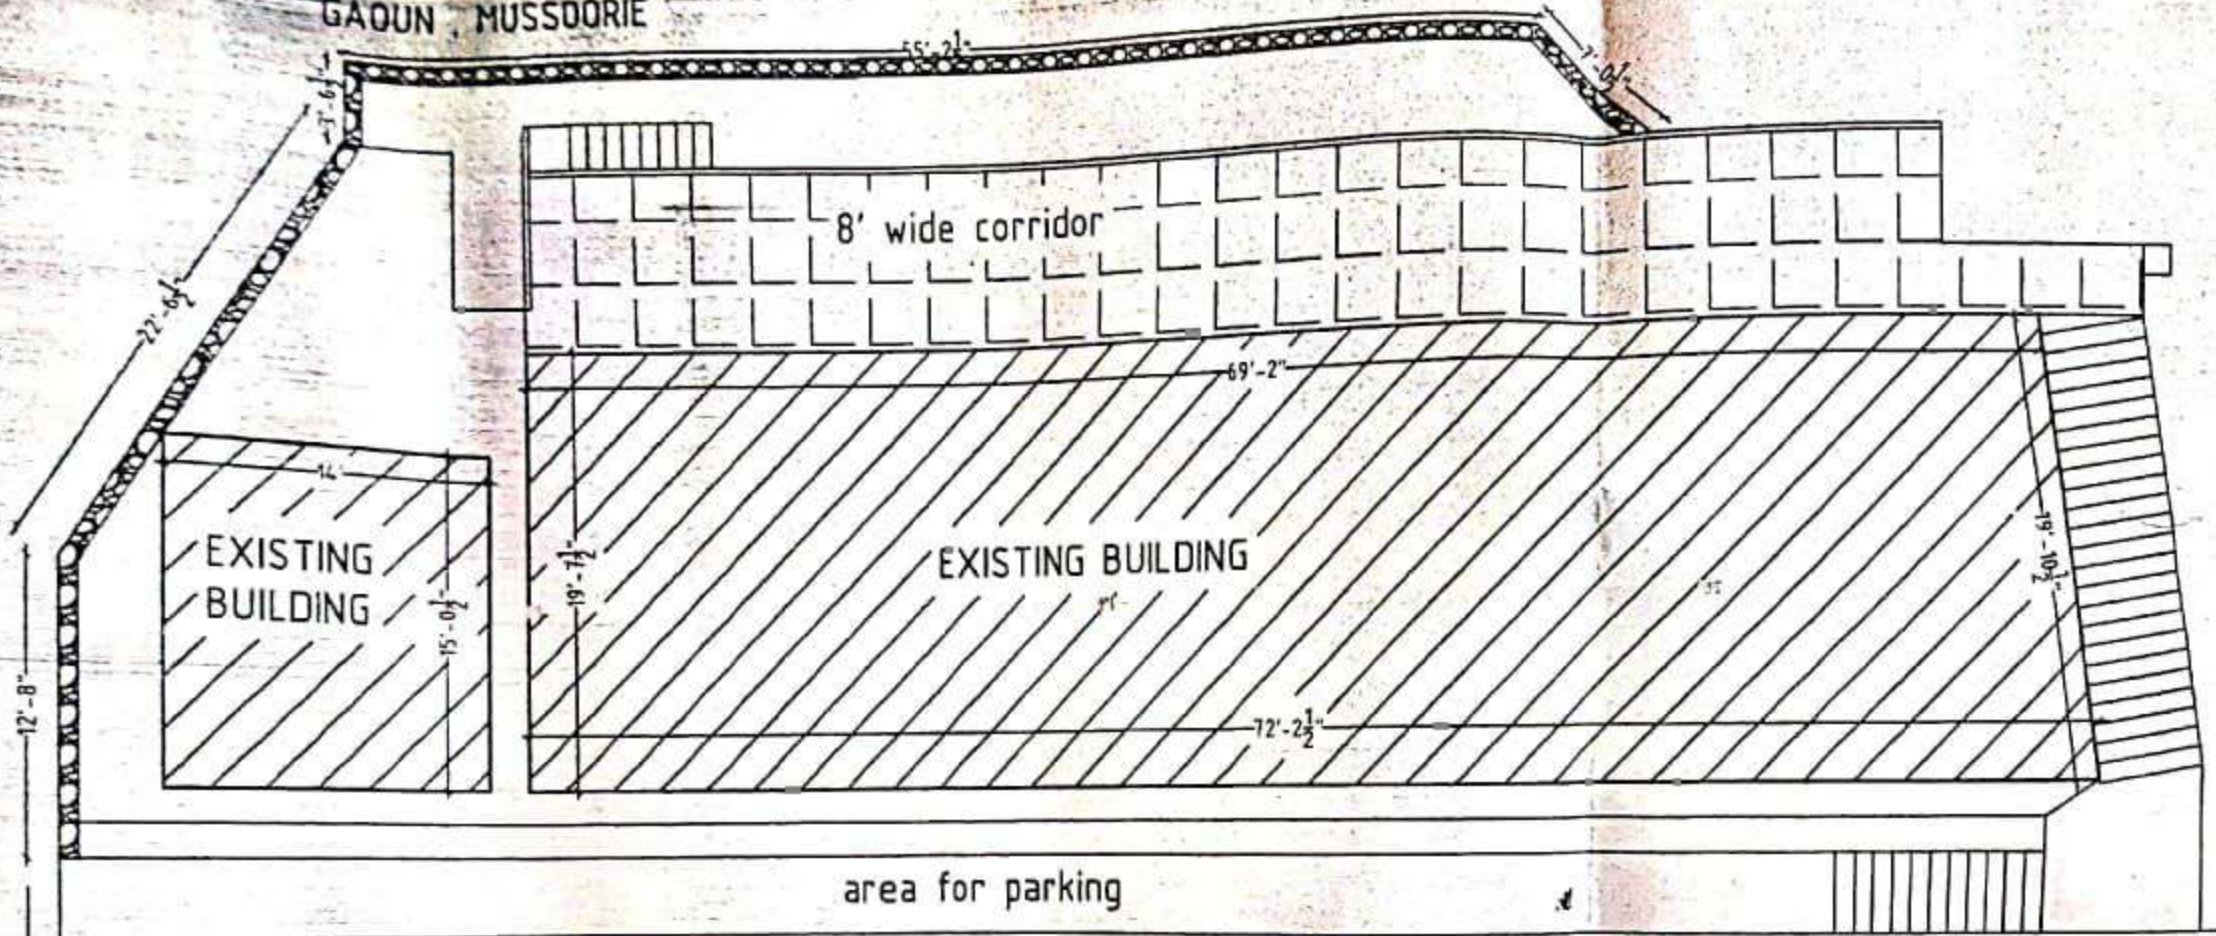 GAOUN , MUSSOORIE
55'-2½"
7'-0½"
3'-6½"
8' wide corridor
22'-6½"
69'-2"
14'
EXISTING
BUILDING
15'-0½"
19'-7½"
EXISTING BUILDING
19'-10½"
12'-8"
72'-2½"
area for parking